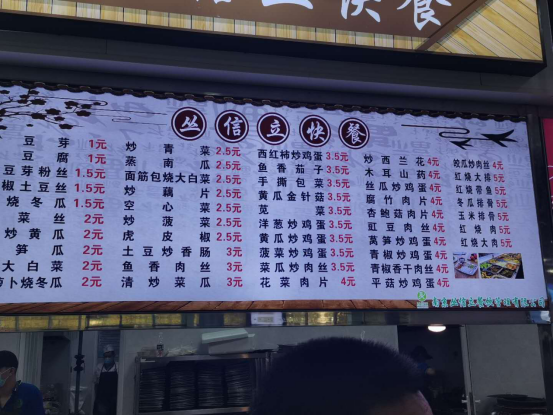 立快餐
丛信立快餐
豆芽 1元
豆腐 1元
豆芽粉丝 1.5元
椒土豆丝 1.5元
烧冬瓜 1.5元
菜丝 2元
炒黄瓜 2元
笋瓜 2元
大白菜 2元
卜烧冬瓜 2元
炒青菜 2.5元
蒸南瓜 2.5元
面筋包烧大白菜 2.5元
炒藕片 2.5元
空心菜 2.5元
炒菠菜 2.5元
虎皮椒 2.5元
土豆炒香肠 3元
鱼香肉丝 3元
清炒菜瓜 3元
西红柿炒鸡蛋 3.5元
鱼香茄子 3.5元
手撕包菜 3.5元
黄瓜金针菇 3.5元
苋菜 3.5元
洋葱炒鸡蛋 3.5元
黄瓜炒鸡蛋 3.5元
菠菜炒鸡蛋 3.5元
菜瓜炒肉丝 3.5元
花菜肉片 4元
炒西兰花 4元
木耳山药 4元
丝瓜炒鸡蛋 4元
腐竹肉片 4元
杏鲍菇肉片 4元
豇豆肉丝 4元
莴笋炒鸡蛋 4元
青椒炒鸡蛋 4元
青椒香干肉丝 4元
平菇炒鸡蛋 4元
皎瓜炒肉丝 4元
红烧大排 5元
红烧带鱼 5元
冬瓜排骨 5元
玉米排骨 5元
红烧肉 5元
红烧大肉 5元